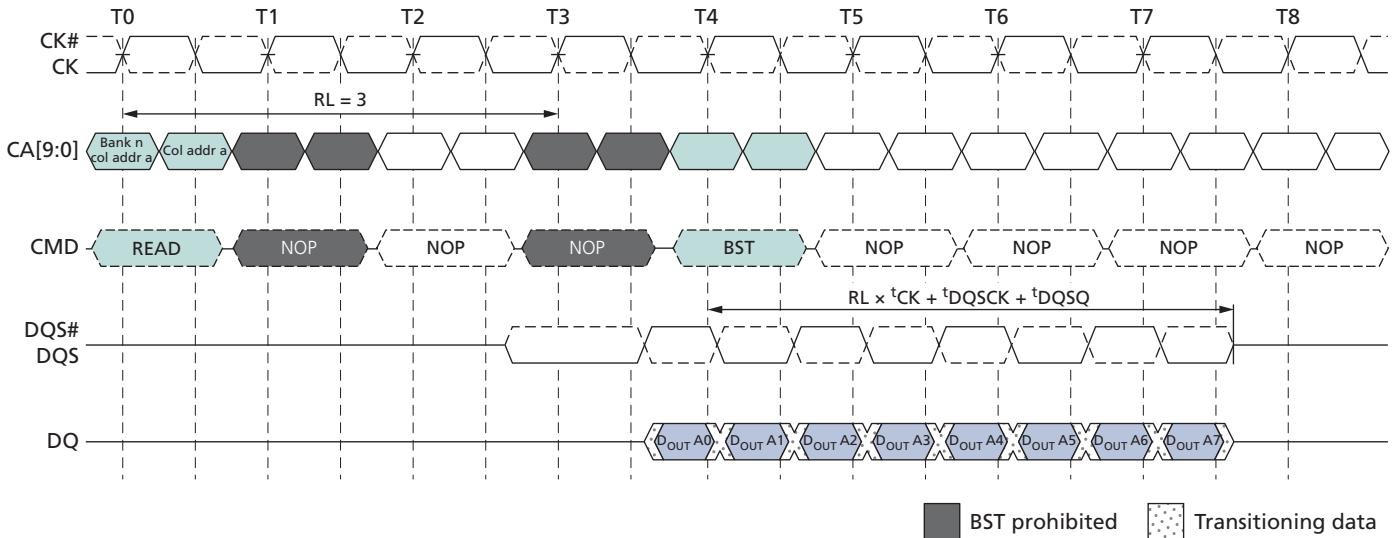 T0 T1 T2 T3 T4 T5 T6 T7 T8
CK#
CK
RL = 3
CA[9:0] Bank n col addr a Col addr a
CMD READ NOP NOP NOP BST NOP NOP NOP NOP
RL × tCK + tDQSCK + tDQSQ
DQS#
DQS
DQ DOUT A0 DOUT A1 DOUT A2 DOUT A3 DOUT A4 DOUT A5 DOUT A6 DOUT A7
BST prohibited Transitioning data